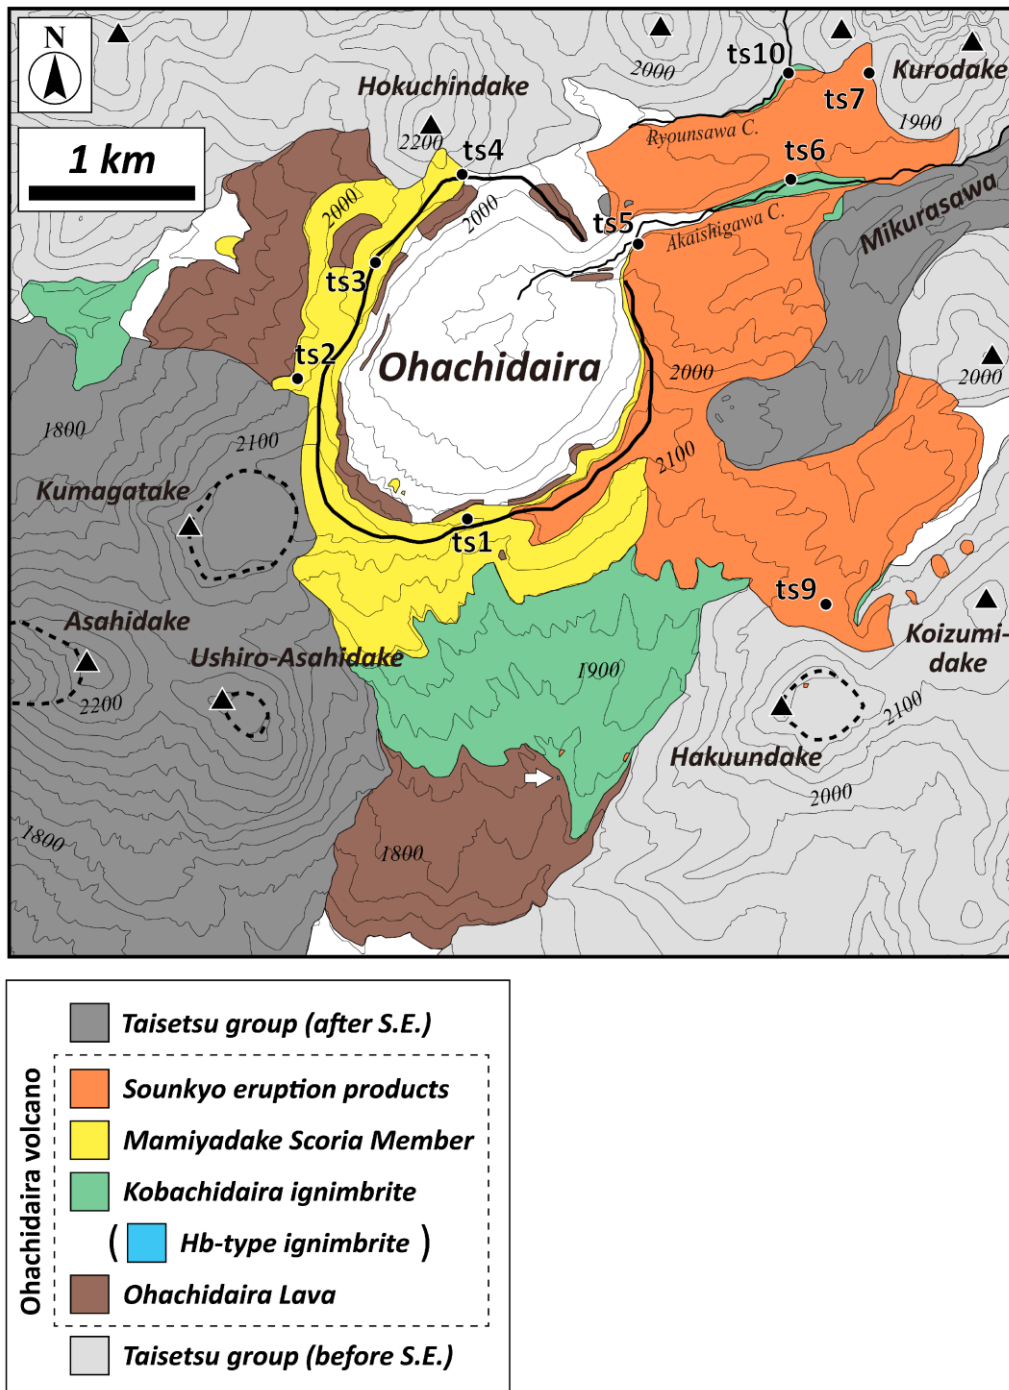 N
1 km
Hokuchindake
2200
2000
ts10
ts7
Kurodake
1900
Ryounsawa C.
ts6
ts4
2000
2000
ts5
Akaishigawa C.
Mikurasawa
ts3
ts2
Ohachidaira
2000
2000
1800
2100
2100
Kumagatake
ts1
Asahidake
Ushiro-Asahidake
2200
1900
ts9
Koizumi-
dake
2100
Hakuundake
2000
1800
1800
Taisetsu group (after S.E.)
Ohachidaira volcano
Sounkyo eruption products
Mamiyadake Scoria Member
Kobachidaira ignimbrite
( Hb-type ignimbrite )
Ohachidaira Lava
Taisetsu group (before S.E.)